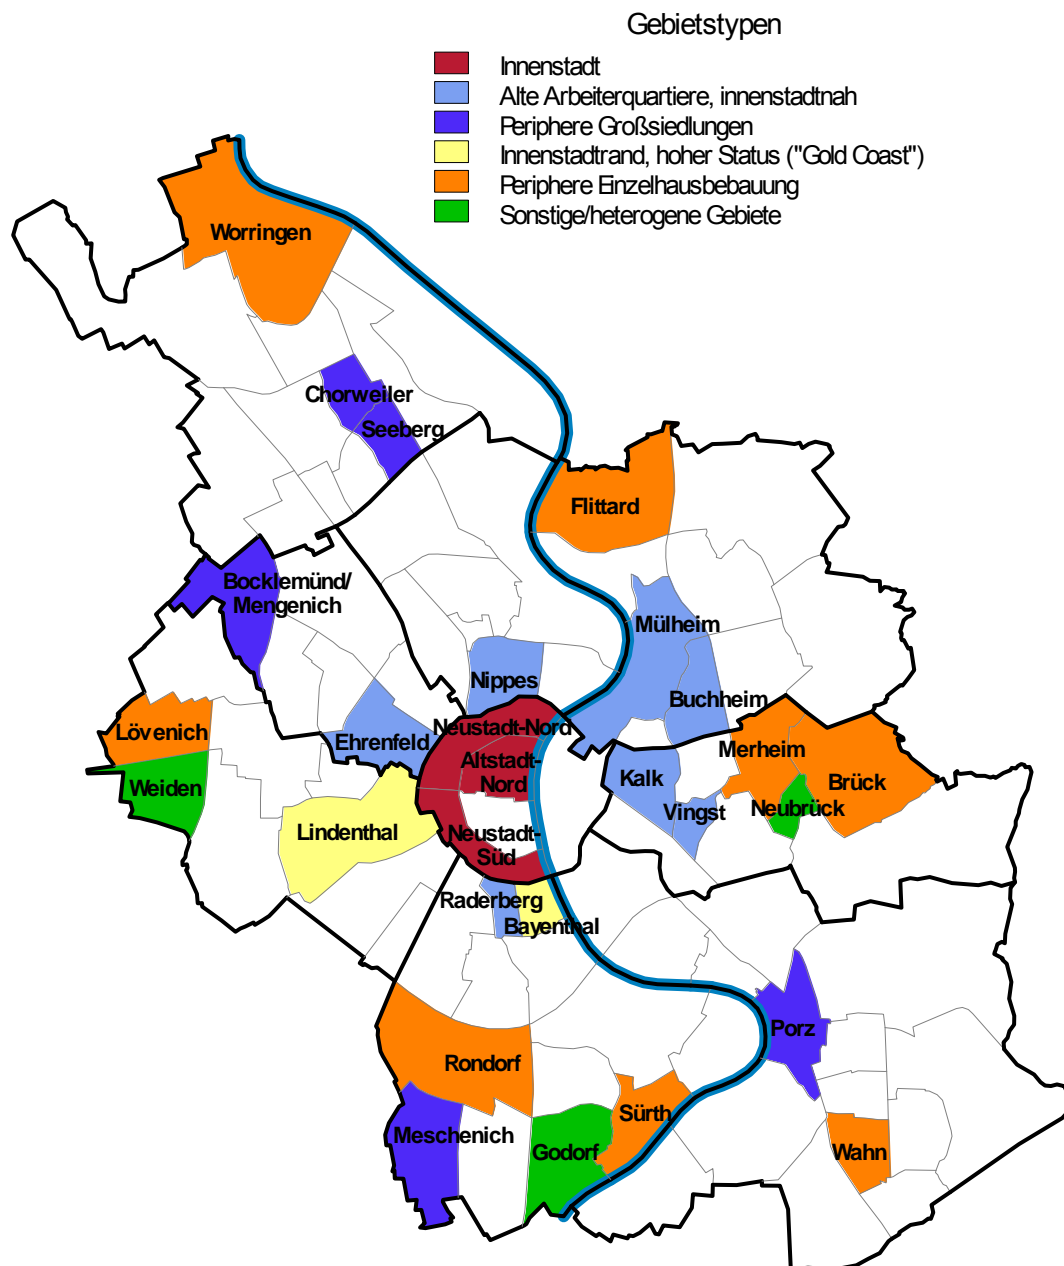 Gebietstypen
Innenstadt
Alte Arbeiterquartiere, innenstadtnah
Periphere Großsiedlungen
Innenstadtrand, hoher Status ("Gold Coast")
Periphere Einzelhausbebauung
Sonstige/heterogene Gebiete
Worringen
Chorweiler
Seeberg
Flittard
Bocklemünd/
Mengenich
Mülheim
Nippes
Buchheim
Lövenich
Neustadt-Nord
Ehrenfeld
Merheim
Altstadt-
Nord
Kalk
Brück
Weiden
Vingst
Neubrück
Lindenthal
Neustadt-
Süd
Raderberg
Bayenthal
Porz
Rondorf
Sürth
Meschenich
Godorf
Wahn